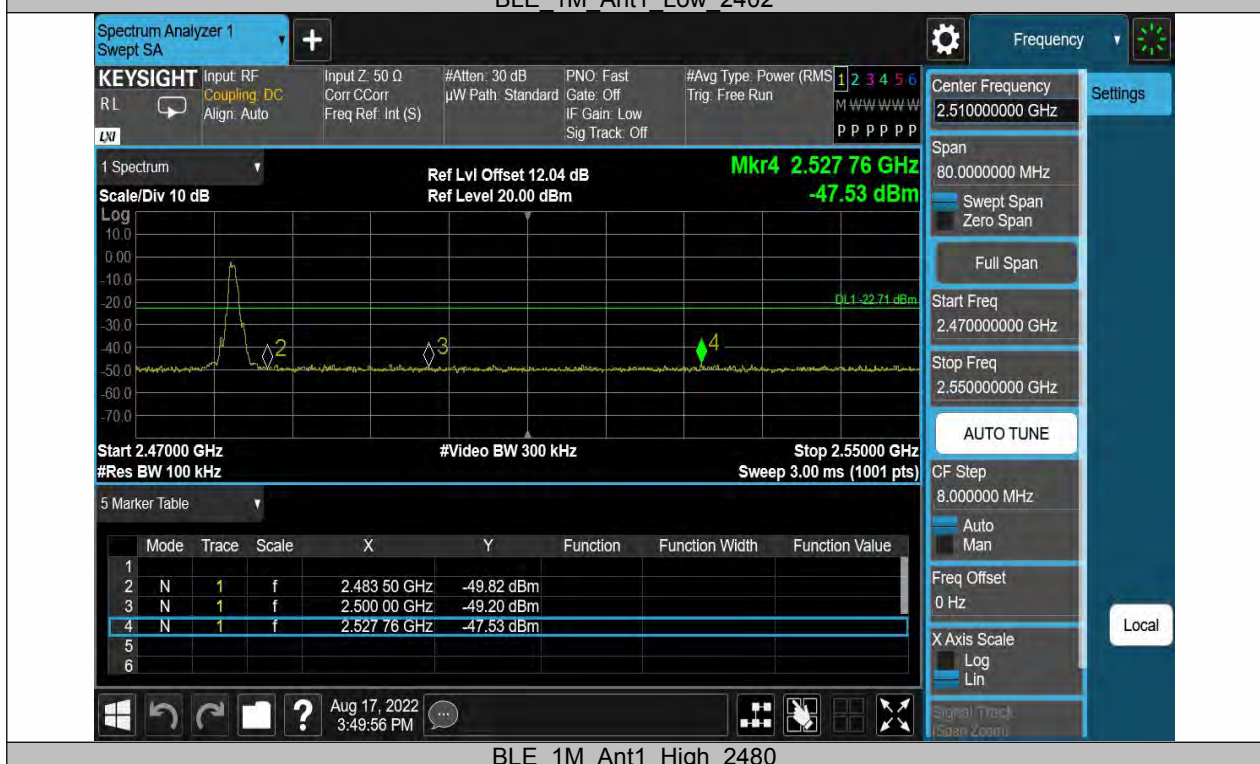 BLE_1M_Ant1_Low_2402
Spectrum Analyzer 1
Swept SA
+
Frequency
KEYSIGHT
RL
LXI
Input: RF
Coupling: DC
Align: Auto
Input Z: 50 Ω
Corr CCorr
Freq Ref: Int (S)
#Atten: 30 dB
µW Path: Standard
PNO: Fast
Gate: Off
IF Gain: Low
Sig Track: Off
#Avg Type: Power (RMS
Trig: Free Run
1 2 3 4 5 6
M W W W W W
P P P P P P
1 Spectrum
Scale/Div 10 dB
Ref Lvl Offset 12.04 dB
Ref Level 20.00 dBm
Mkr4 2.527 76 GHz
-47.53 dBm
Log
10.0
0.00
-10.0
-20.0
-30.0
-40.0
-50.0
-60.0
-70.0
DL1 -22.71 dBm
2
3
4
Start 2.47000 GHz
#Res BW 100 kHz
#Video BW 300 kHz
Stop 2.55000 GHz
Sweep 3.00 ms (1001 pts)
5 Marker Table
Mode Trace Scale X Y Function Function Width Function Value
1
2 N 1 f 2.483 50 GHz -49.82 dBm
3 N 1 f 2.500 00 GHz -49.20 dBm
4 N 1 f 2.527 76 GHz -47.53 dBm
5
6
?
Aug 17, 2022
3:49:56 PM
Center Frequency
2.510000000 GHz
Settings
Span
80.0000000 MHz
Swept Span
Zero Span
Full Span
Start Freq
2.470000000 GHz
Stop Freq
2.550000000 GHz
AUTO TUNE
CF Step
8.000000 MHz
Auto
Man
Freq Offset
0 Hz
X Axis Scale
Log
Lin
Local
Signal Track
(Span Zoom)
BLE_1M_Ant1_High_2480